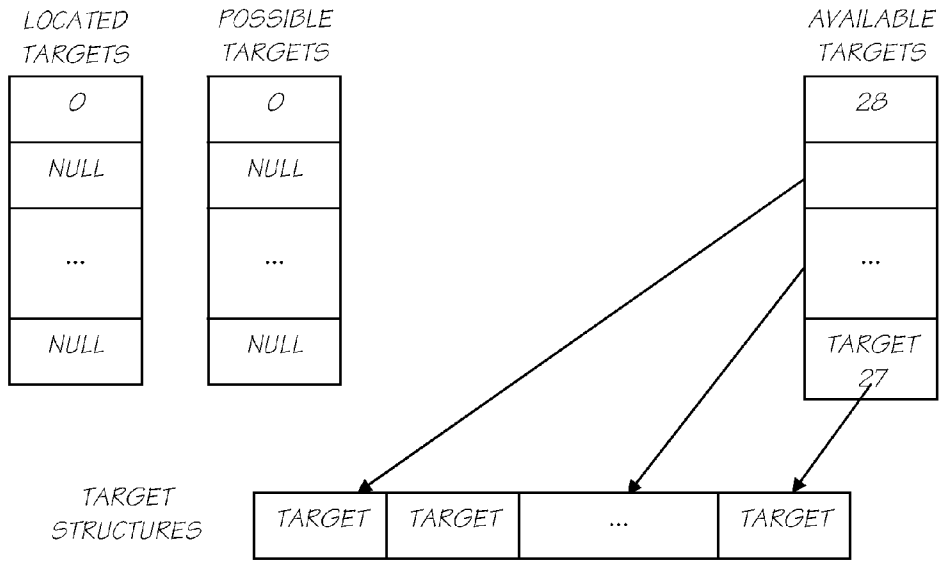 LOCATED
TARGETS
POSSIBLE
TARGETS
AVAILABLE
TARGETS
0
NULL
...
NULL
0
NULL
...
NULL
28
...
TARGET
27
TARGET
STRUCTURES
TARGET
TARGET
...
TARGET